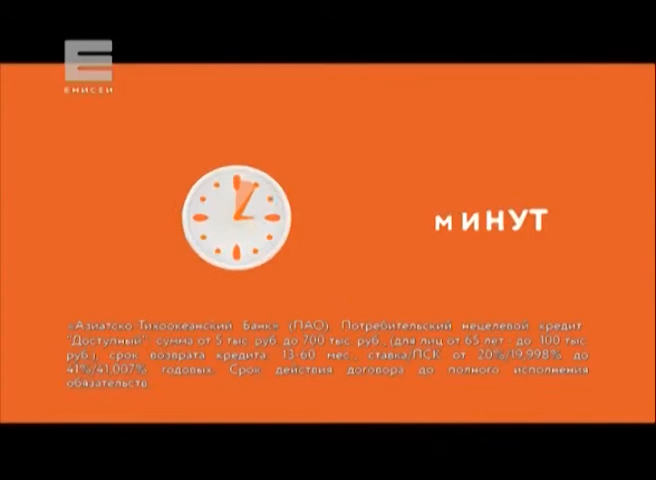 ЕНИСЕЙ
минут
«Азиатско-Тихоокеанский Банк» (ПАО). Потребительский нецелевой кредит
"Доступный": сумма от 5 тыс. руб. до 700 тыс. руб., (для лиц от 65 лет - до 100 тыс.
руб.), срок возврата кредита: 13-60 мес., ставка/ПСК от 20%/19,998% до
41%/41,007% годовых. Срок действия договора до полного исполнения
обязательств.